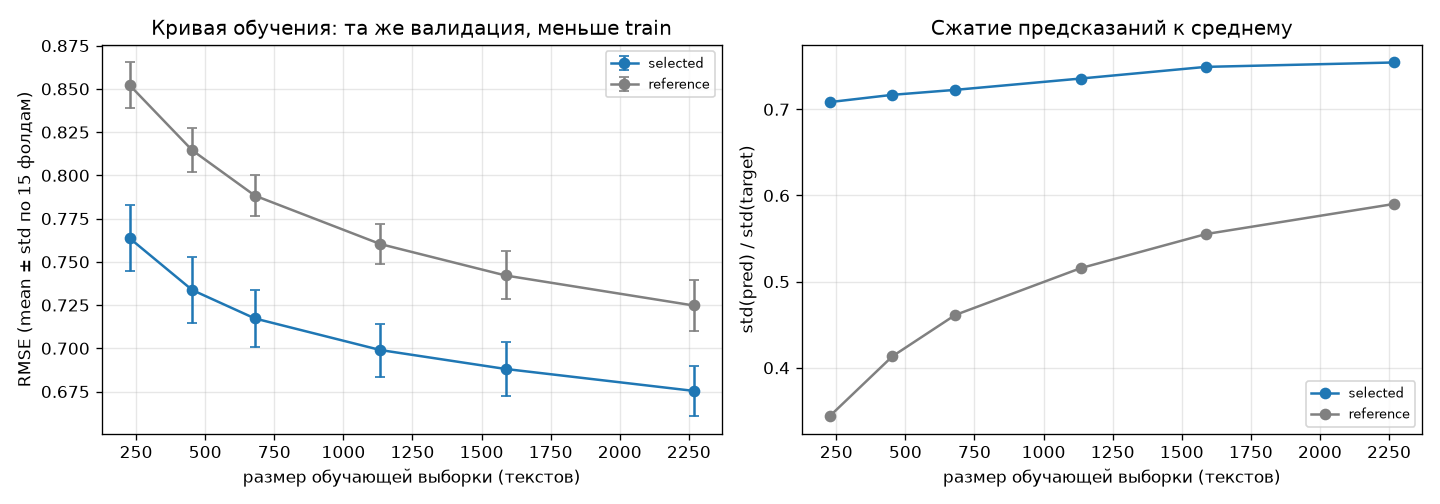 Кривая обучения: та же валидация, меньше train
RMSE (mean ± std по 15 фолдам)
0.875
0.850
0.825
0.800
0.775
0.750
0.725
0.700
0.675
selected
reference
250 500 750 1000 1250 1500 1750 2000 2250
размер обучающей выборки (текстов)
Сжатие предсказаний к среднему
std(pred) / std(target)
0.7
0.6
0.5
0.4
selected
reference
250 500 750 1000 1250 1500 1750 2000 2250
размер обучающей выборки (текстов)